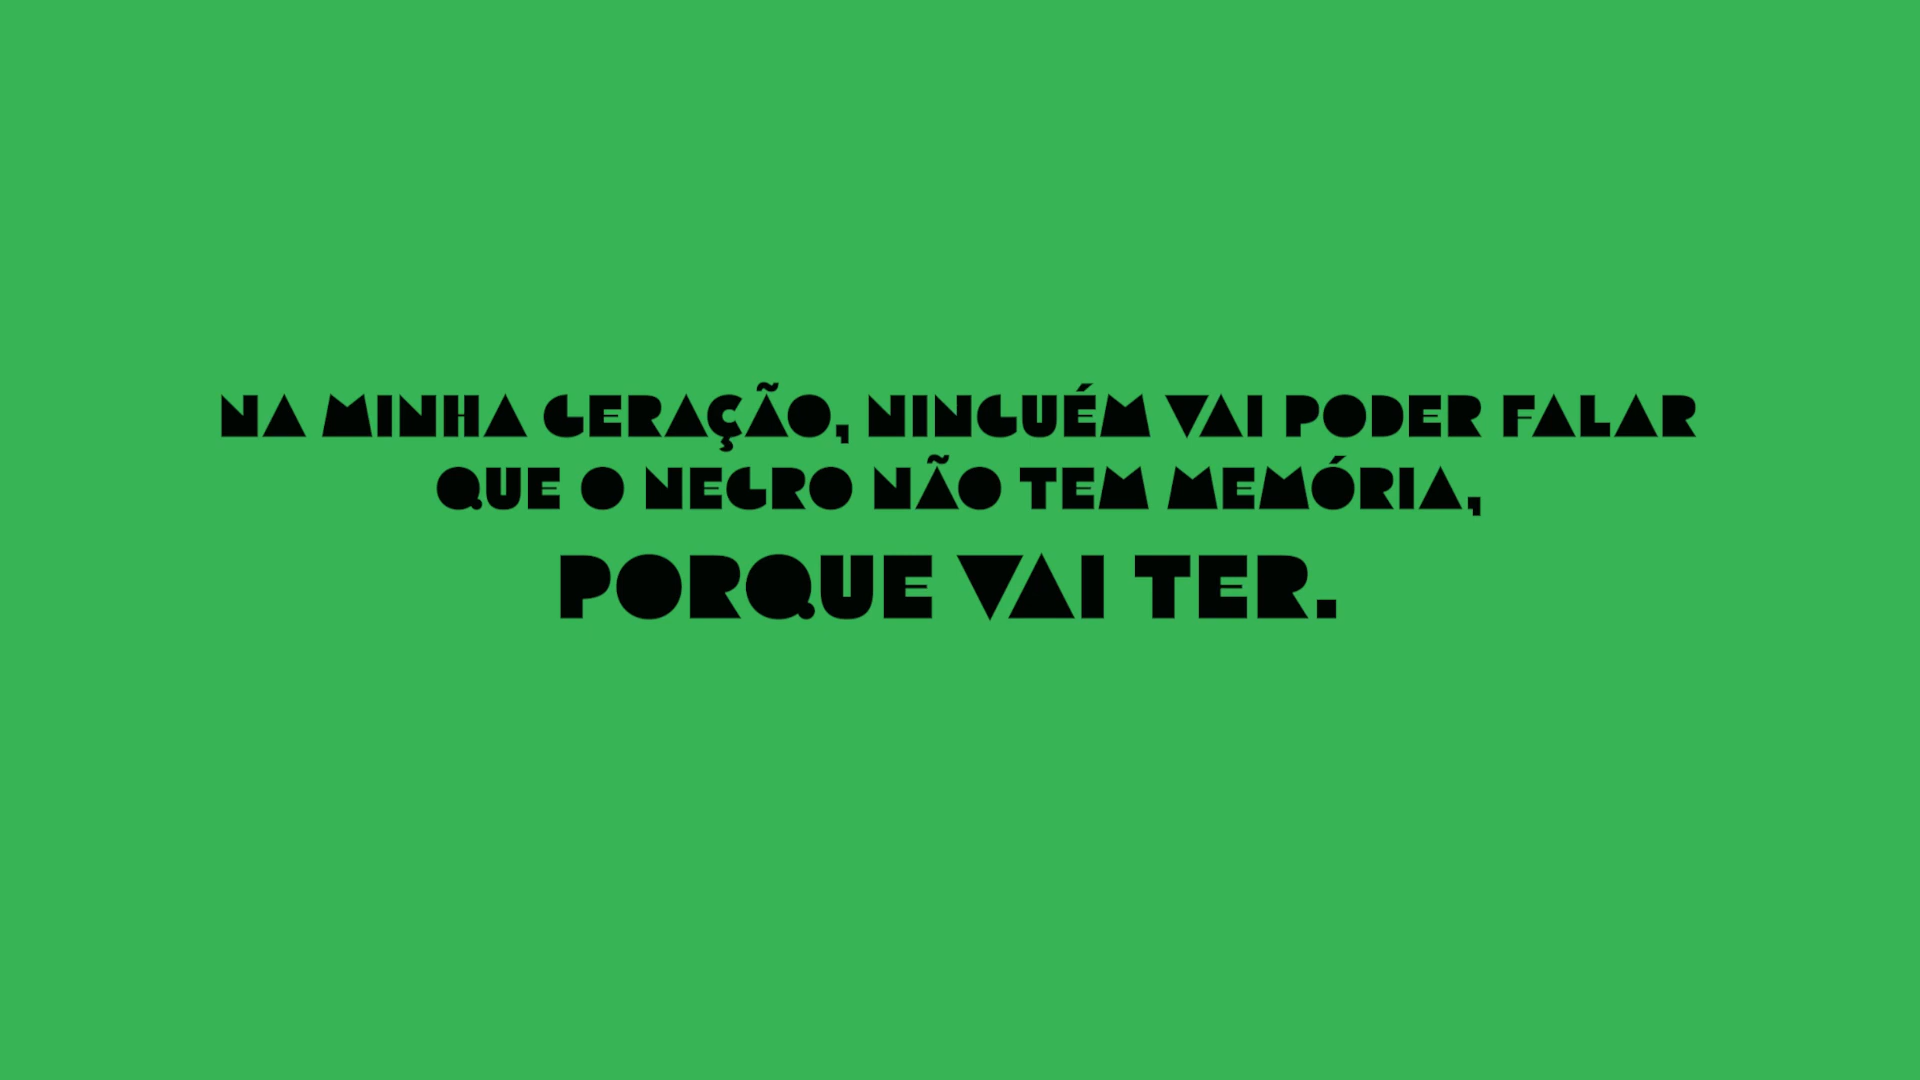 NA MINHA GERAÇÃO, NINGUÉM VAI PODER FALAR
QUE O NEGRO NÃO TEM MEMÓRIA,
PORQUE VAI TER.